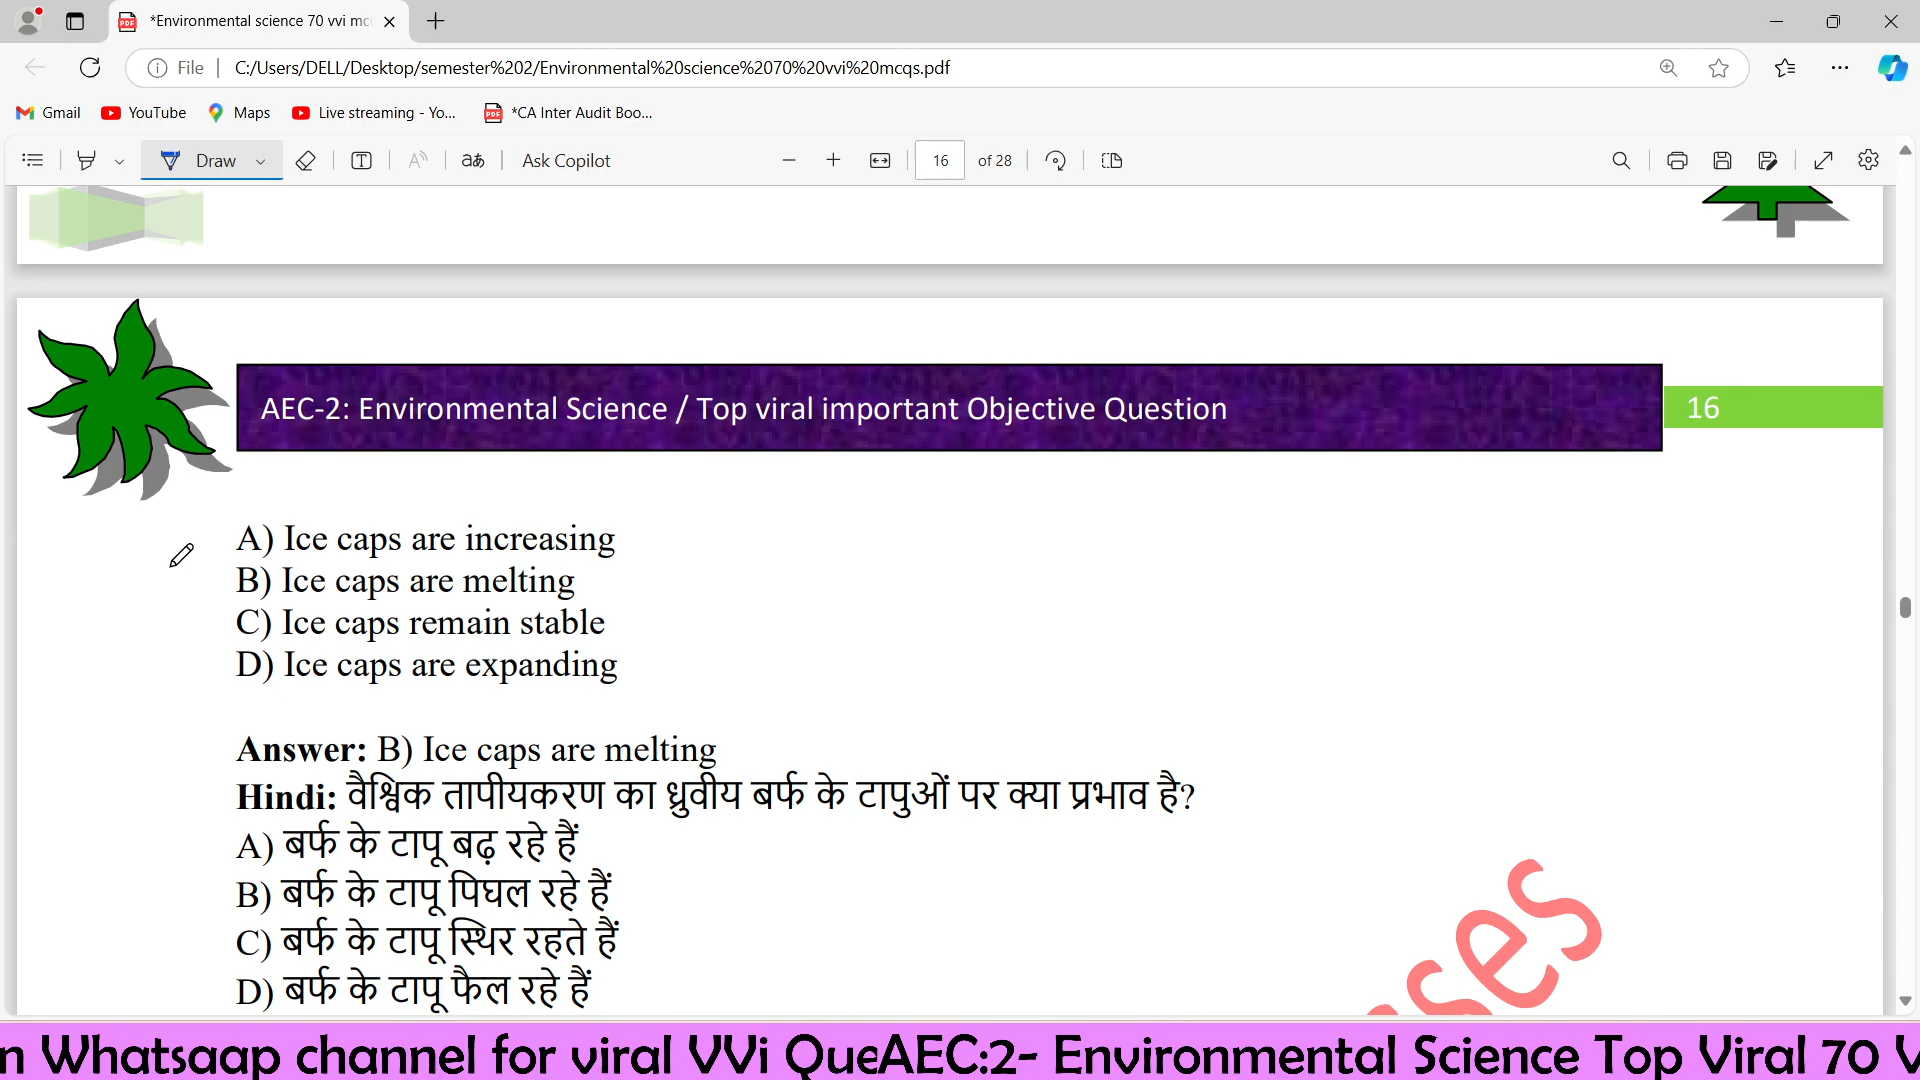 *Environmental science 70 vvi mc
File | C:/Users/DELL/Desktop/semester%202/Environmental%20science%2070%20vvi%20mcqs.pdf
Gmail YouTube Maps Live streaming - Yo... *CA Inter Audit Boo...
Draw Ask Copilot 16 of 28
AEC-2: Environmental Science / Top viral important Objective Question 16
A) Ice caps are increasing
B) Ice caps are melting
C) Ice caps remain stable
D) Ice caps are expanding
Answer: B) Ice caps are melting
Hindi: वैश्विक तापीयकरण का ध्रुवीय बर्फ के टापुओं पर क्या प्रभाव है?
A) बर्फ के टापू बढ़ रहे हैं
B) बर्फ के टापू पिघल रहे हैं
C) बर्फ के टापू स्थिर रहते हैं
D) बर्फ के टापू फैल रहे हैं
ses
n Whatsaap channel for viral VVi QueAEC:2- Environmental Science Top Viral 70 V